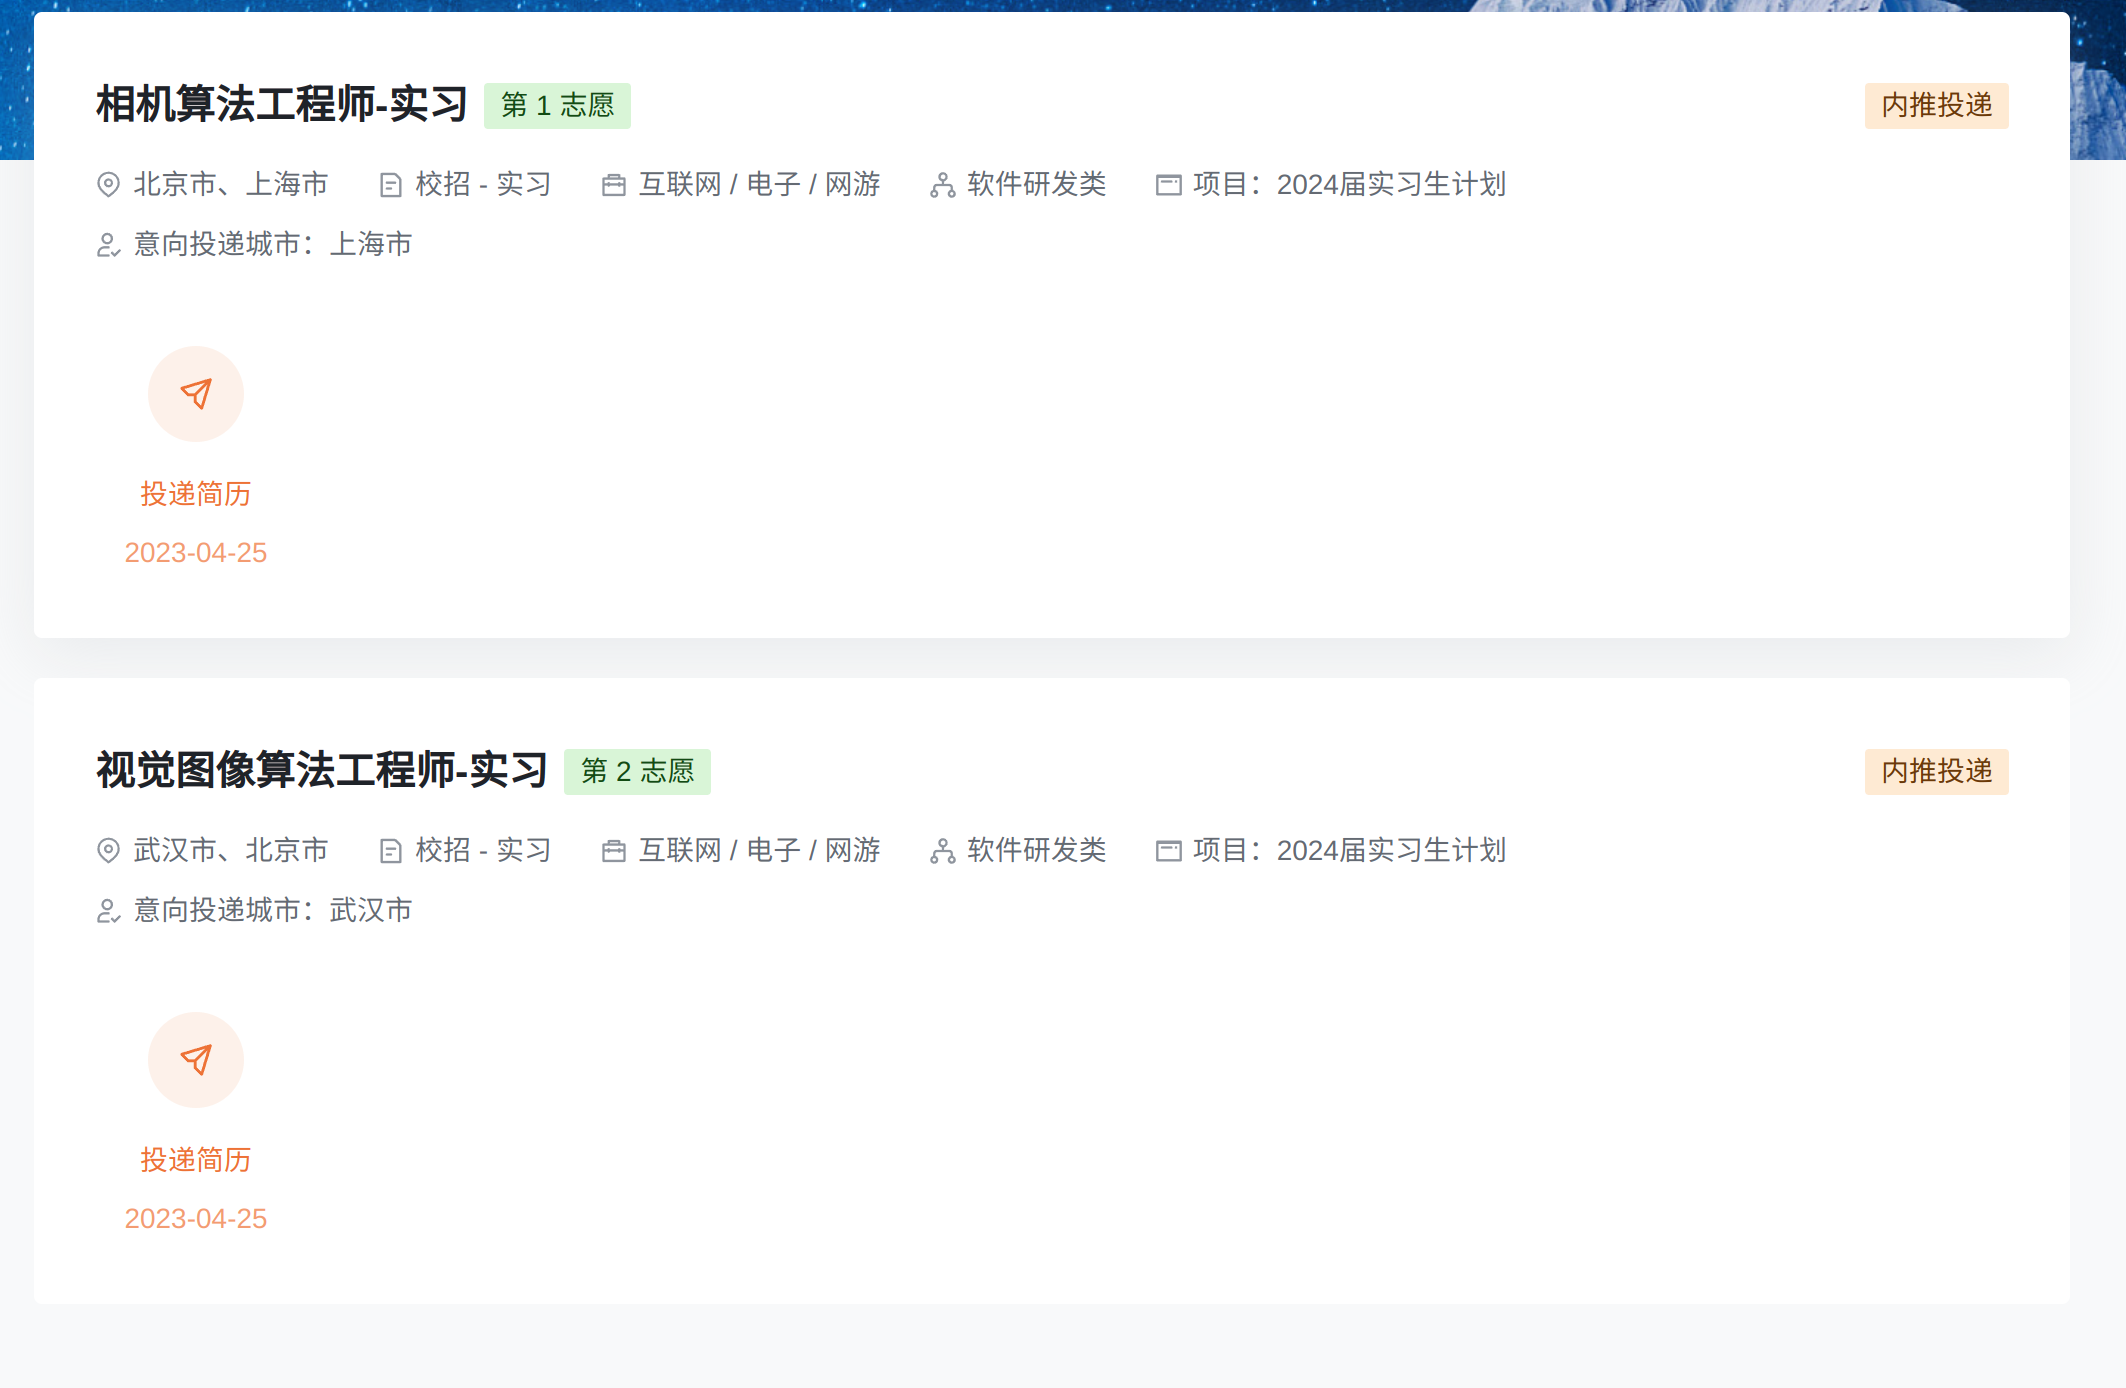 相机算法工程师-实习 第 1 志愿 内推投递
北京市、上海市 校招 - 实习 互联网 / 电子 / 网游 软件研发类 项目：2024届实习生计划
意向投递城市：上海市
投递简历
2023-04-25
视觉图像算法工程师-实习 第 2 志愿 内推投递
武汉市、北京市 校招 - 实习 互联网 / 电子 / 网游 软件研发类 项目：2024届实习生计划
意向投递城市：武汉市
投递简历
2023-04-25